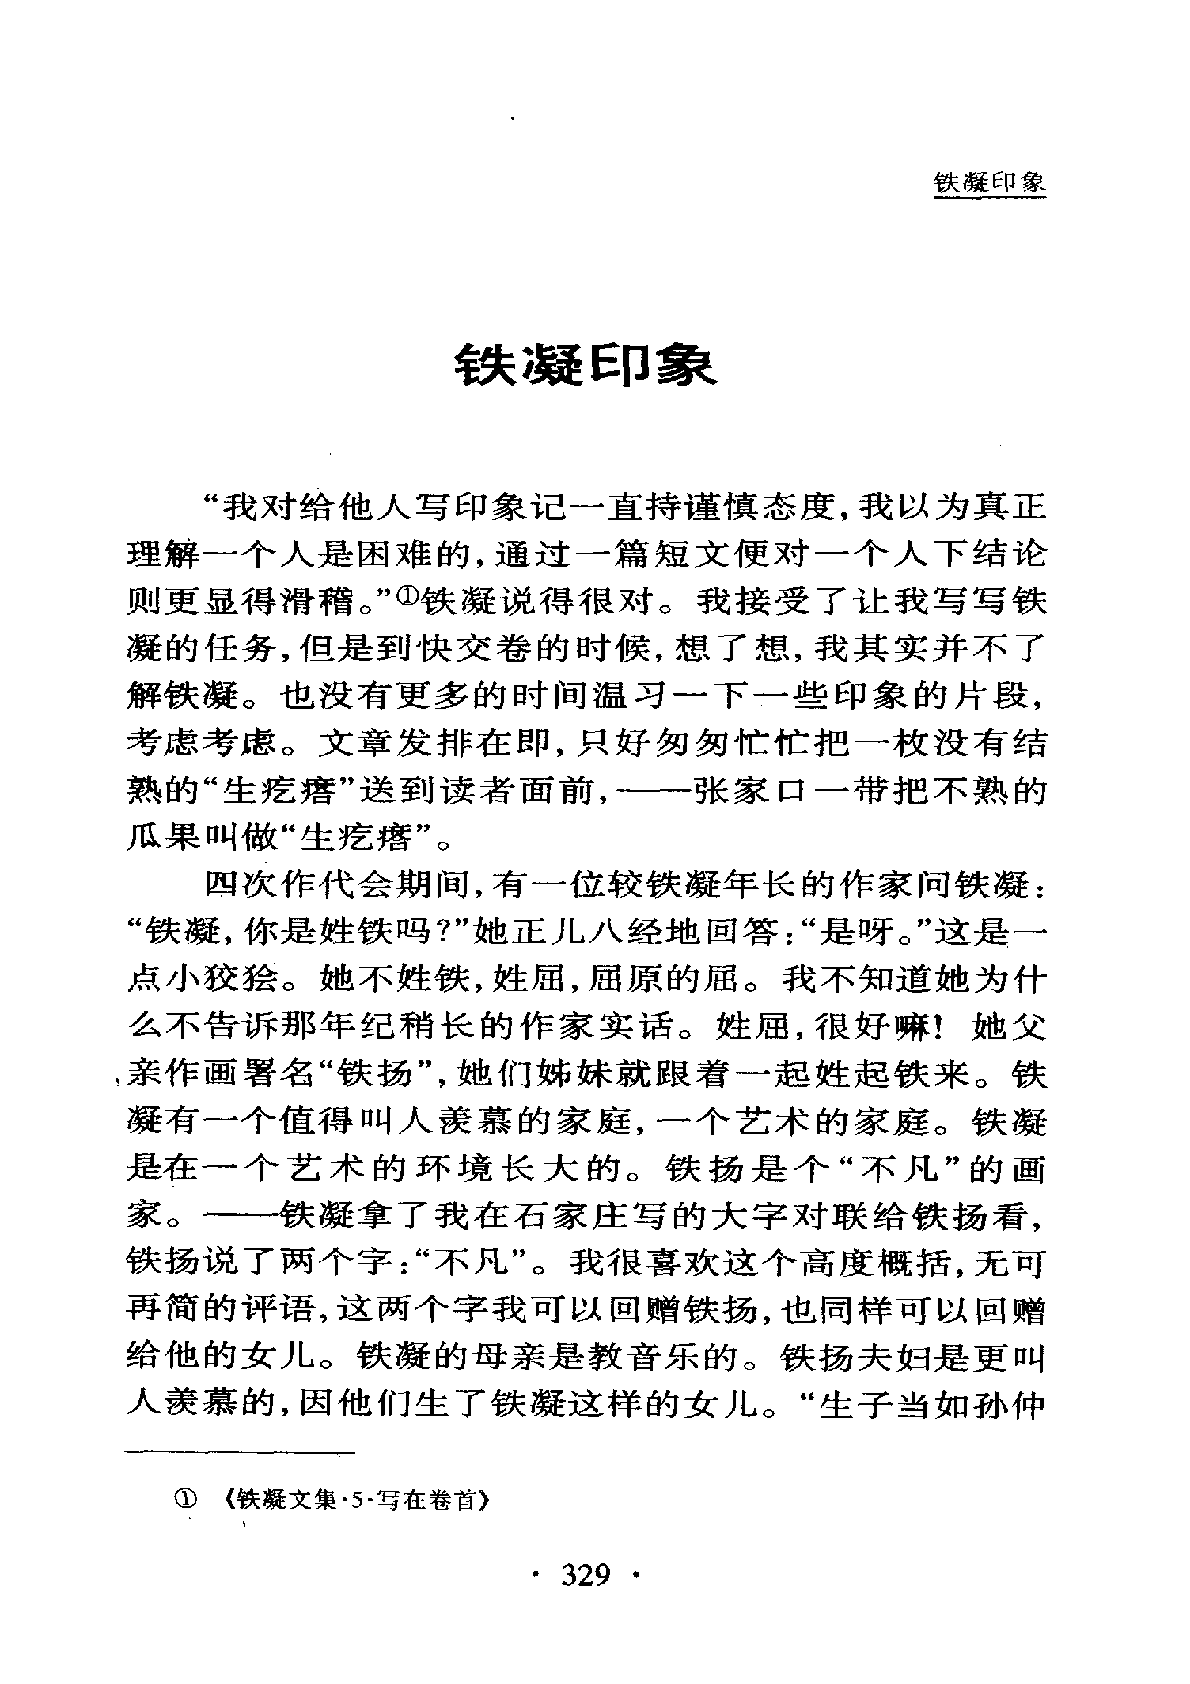 铁凝印象
铁凝印象
“我对给他人写印象记一直持谨慎态度,我以为真正
理解一个人是困难的,通过一篇短文便对一个人下结论
则更显得滑稽。”①铁凝说得很对。我接受了让我写写铁
凝的任务,但是到快交卷的时候,想了想,我其实并不了
解铁凝。也没有更多的时间温习一下一些印象的片段,
考虑考虑。文章发排在即,只好匆匆忙忙把一枚没有结
熟的“生疙瘩”送到读者面前,——张家口一带把不熟的
瓜果叫做“生疙瘩”。
四次作代会期间,有一位较铁凝年长的作家问铁凝:
“铁凝,你是姓铁吗?”她正儿八经地回答:“是呀。”这是一
点小狡狯。她不姓铁,姓屈,屈原的屈。我不知道她为什
么不告诉那年纪稍长的作家实话。姓屈,很好嘛!她父
亲作画署名“铁扬”,她们姊妹就跟着一起姓起铁来。铁
凝有一个值得叫人羡慕的家庭,一个艺术的家庭。铁凝
是在一个艺术的环境长大的。铁扬是个“不凡”的画
家。——铁凝拿了我在石家庄写的大字对联给铁扬看,
铁扬说了两个字:“不凡”。我很喜欢这个高度概括,无可
再简的评语,这两个字我可以回赠铁扬,也同样可以回赠
给他的女儿。铁凝的母亲是教音乐的。铁扬夫妇是更叫
人羡慕的,因他们生了铁凝这样的女儿。“生子当如孙仲
① 《铁凝文集·5·写在卷首》
· 329 ·